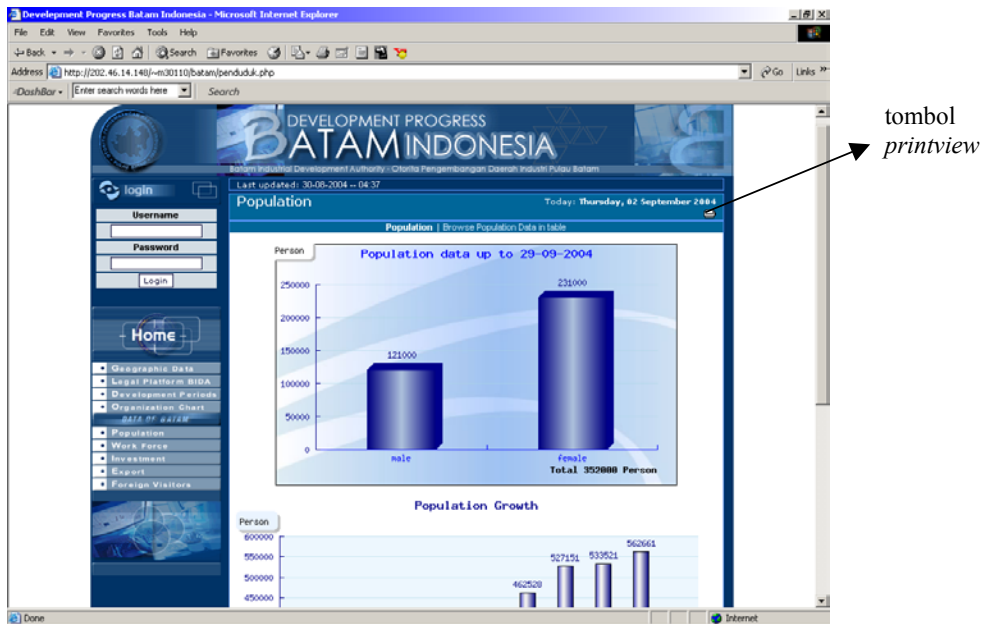 Development Progress Batam Indonesia - Microsoft Internet Explorer
File Edit View Favorites Tools Help
Back Search Favorites
Address http://202.46.14.148/~m30110/batam/penduduk.php Go Links »
DashBar Enter search words here Search
DEVELOPMENT PROGRESS
BATAM INDONESIA
Batam Industrial Development Authority - Otorita Pengembangan Daerah Industri Pulau Batam
tombol
printview
login
Last updated: 30-08-2004 -- 04:37
Population
Today: Thursday, 02 September 2004
Username
Password
Login
Population | Browse Population Data in table
Person
Population data up to 29-09-2004
250000
200000
150000
100000
50000
0
121000
231000
male
female
Total 352000 Person
Home
Geographic Data
Legal Platform BIDA
Development Periods
Organization Chart
DATA OF BATAM
Population
Work Force
Investment
Export
Foreign Visitors
Population Growth
Person
600000
550000
500000
450000
462528
527151
533521
562661
Done
Internet